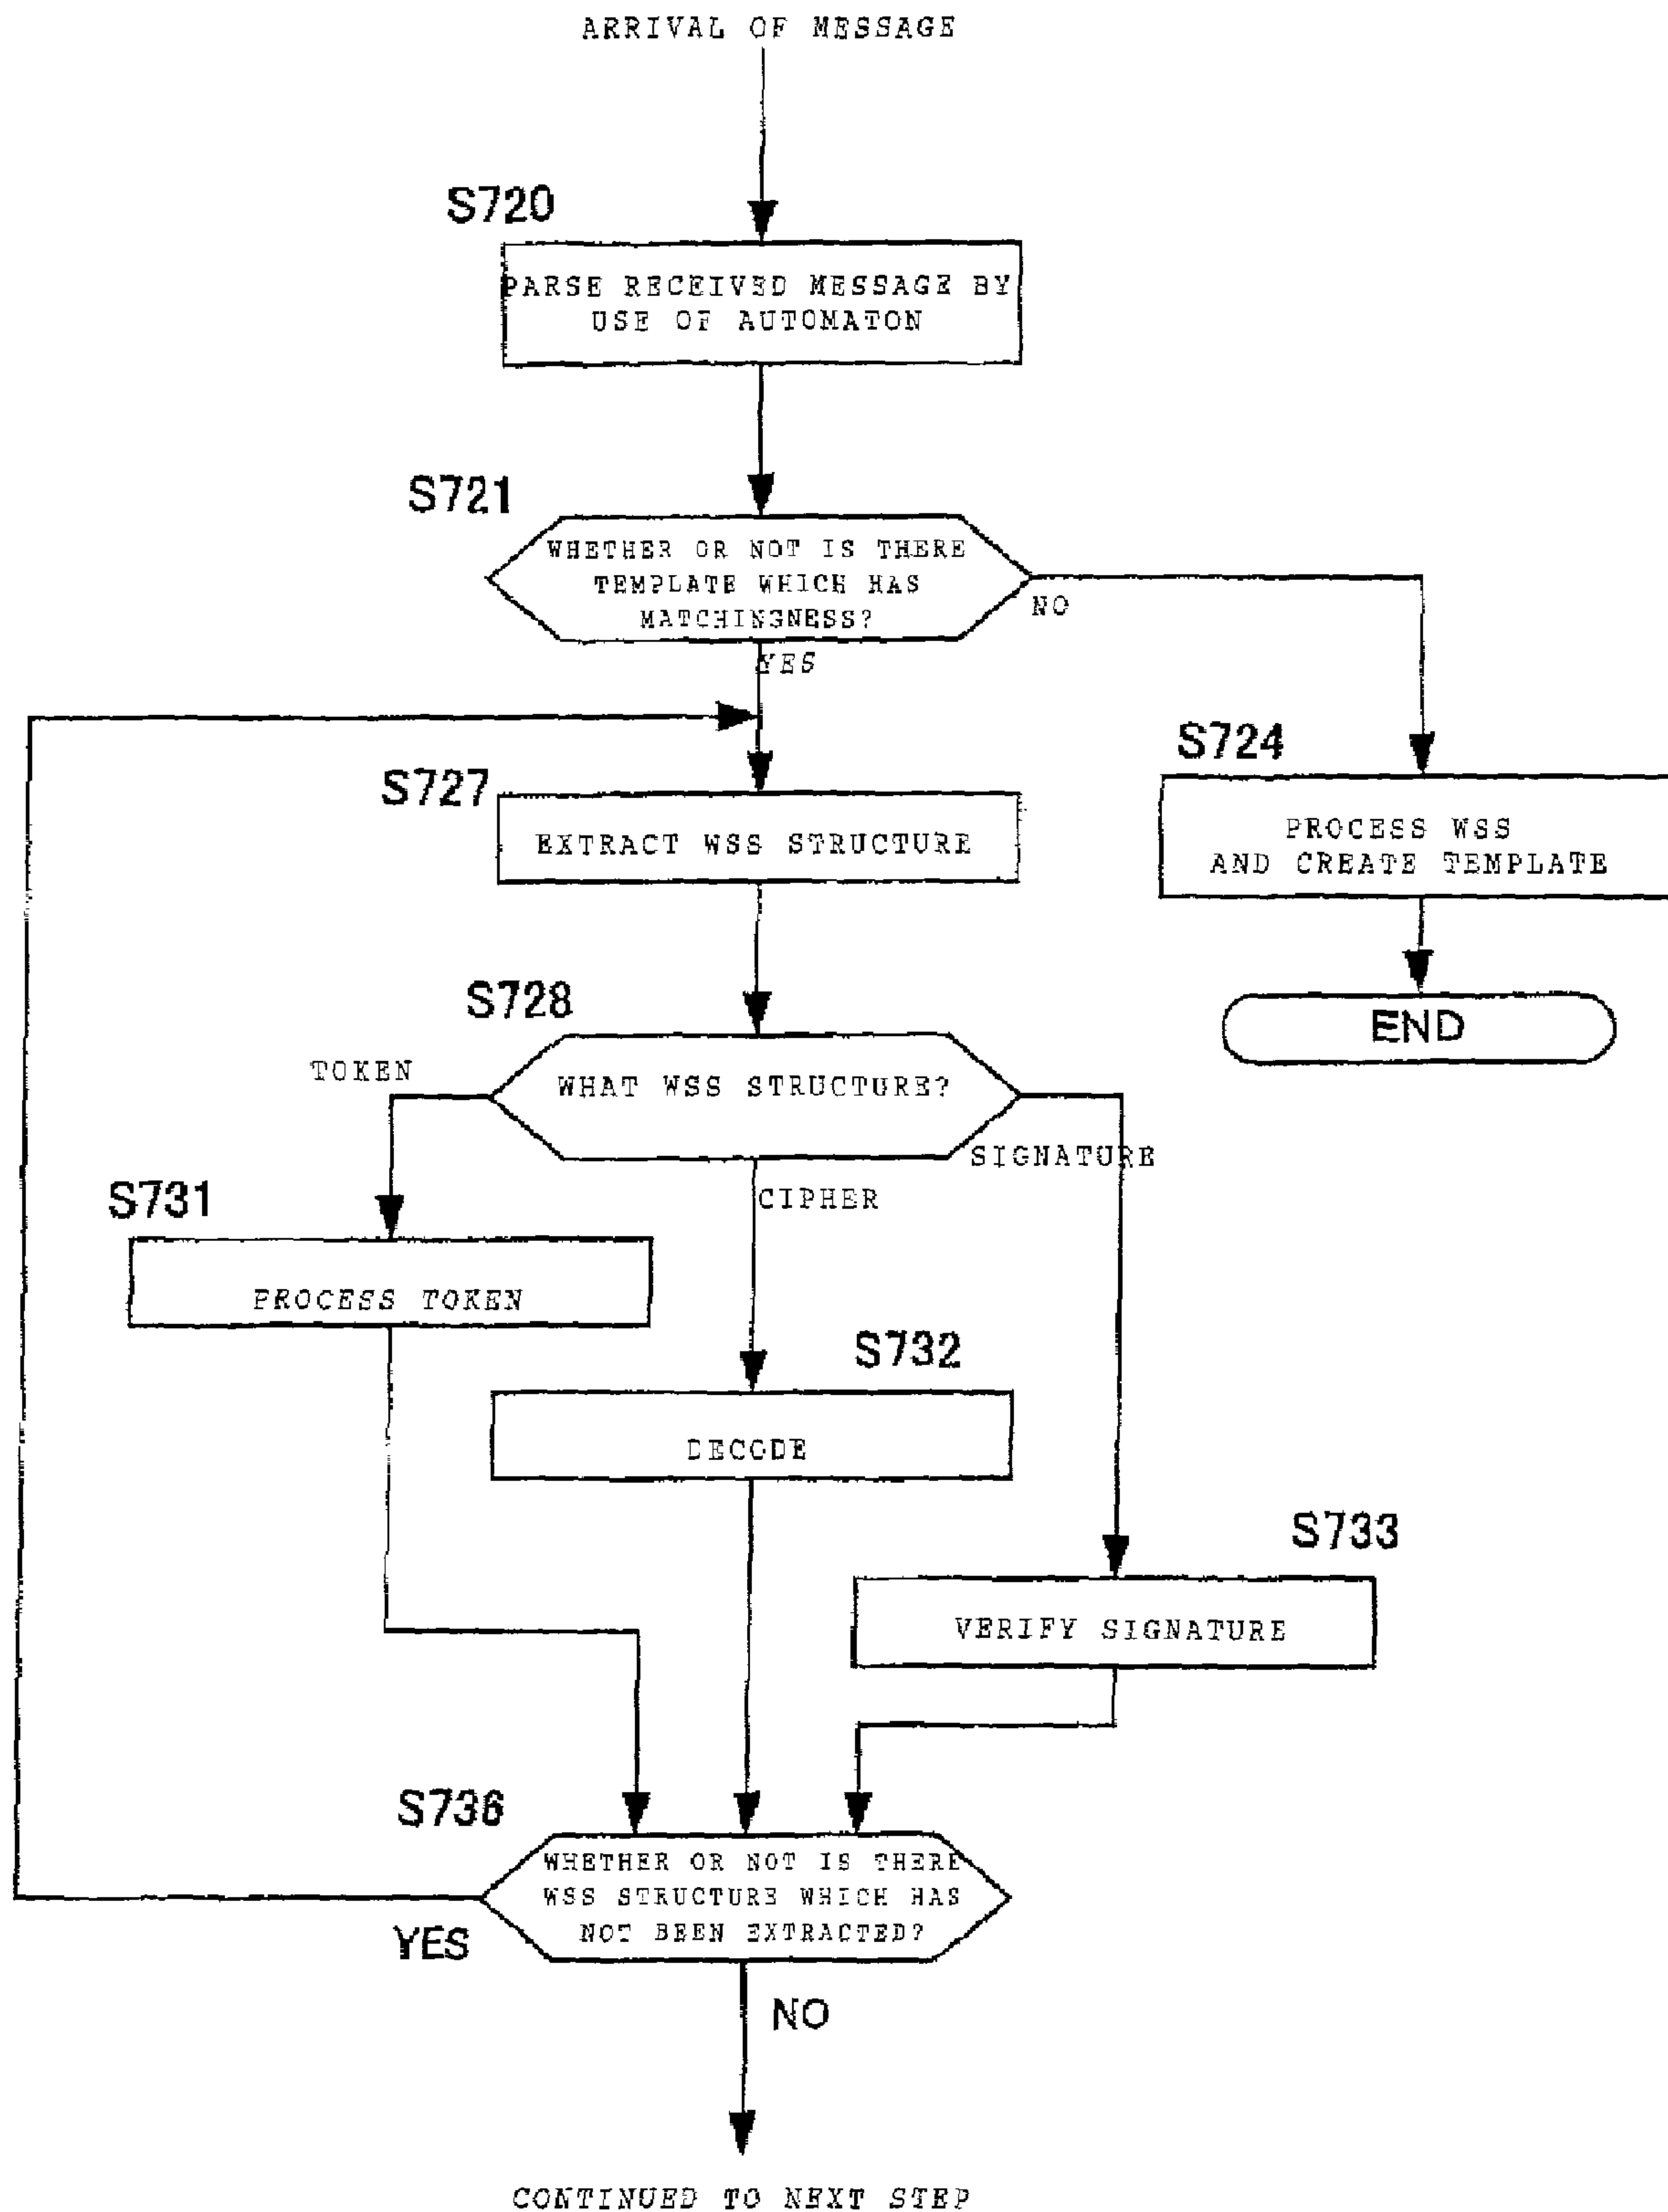 ARRIVAL OF MESSAGE
S720
PARSE RECEIVED MESSAGE BY
USE OF AUTOMATON
S721
WHETHER OR NOT IS THERE
TEMPLATE WHICH HAS
MATCHINGNESS?
NO
YES
S724
S727
PROCESS WSS
AND CREATE TEMPLATE
EXTRACT WSS STRUCTURE
S728
END
TOKEN
WHAT WSS STRUCTURE?
SIGNATURE
CIPHER
S731
PROCESS TOKEN
S732
DECODE
S733
VERIFY SIGNATURE
S736
WHETHER OR NOT IS THERE
WSS STRUCTURE WHICH HAS
NOT BEEN EXTRACTED?
YES
NO
CONTINUED TO NEXT STEP